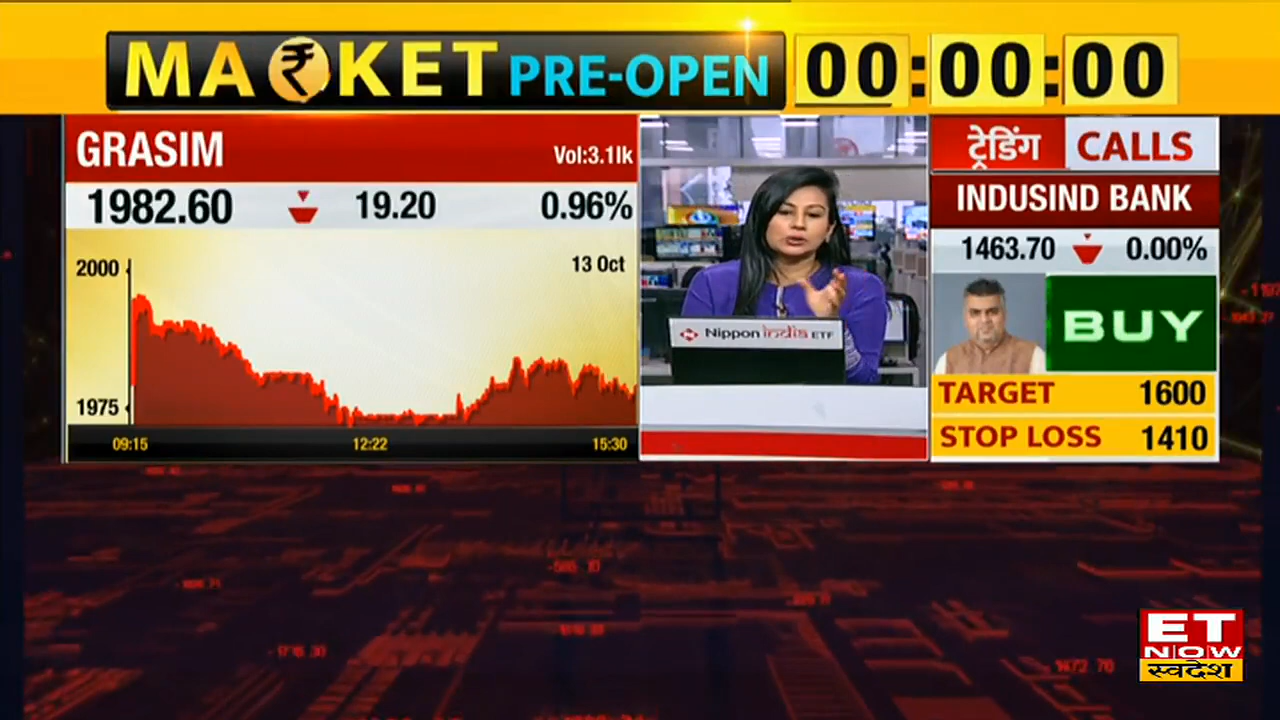 MA₹KET PRE-OPEN 00:00:00
GRASIM Vol:3.1lk
1982.60 19.20 0.96%
13 Oct
2000
1975
09:15 12:22 15:30
Nippon india ETF
ट्रेडिंग CALLS
INDUSIND BANK
1463.70 0.00%
BUY
TARGET 1600
STOP LOSS 1410
ET
NOW
स्वदेश